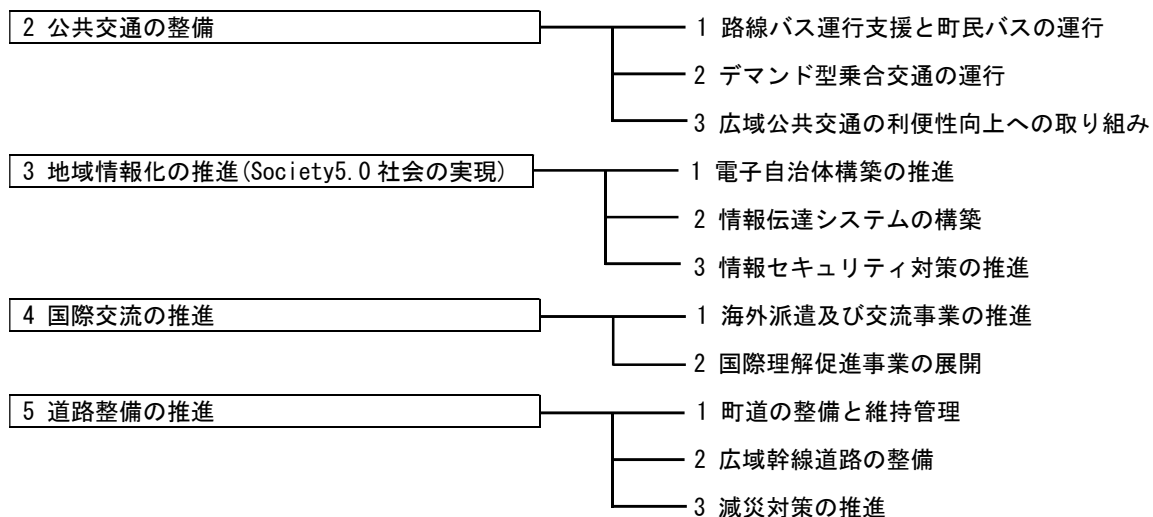 2 公共交通の整備
1 路線バス運行支援と町民バスの運行
2 デマンド型乗合交通の運行
3 広域公共交通の利便性向上への取り組み
3 地域情報化の推進(Society5.0 社会の実現)
1 電子自治体構築の推進
2 情報伝達システムの構築
3 情報セキュリティ対策の推進
4 国際交流の推進
1 海外派遣及び交流事業の推進
2 国際理解促進事業の展開
5 道路整備の推進
1 町道の整備と維持管理
2 広域幹線道路の整備
3 減災対策の推進